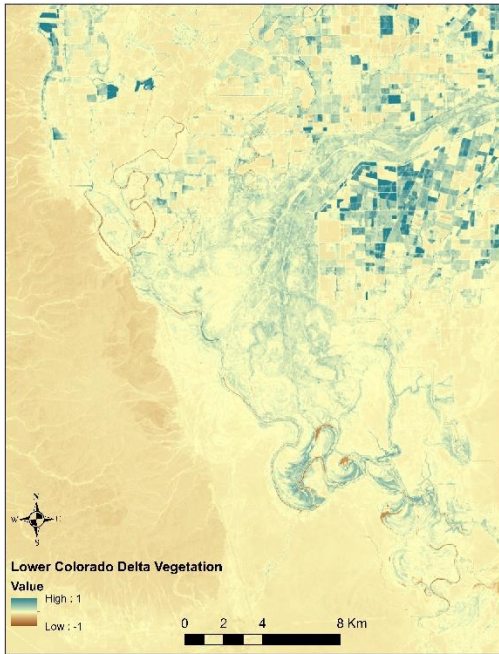 N
W E
S
Lower Colorado Delta Vegetation
Value
High : 1
Low : -1
0 2 4 8 Km